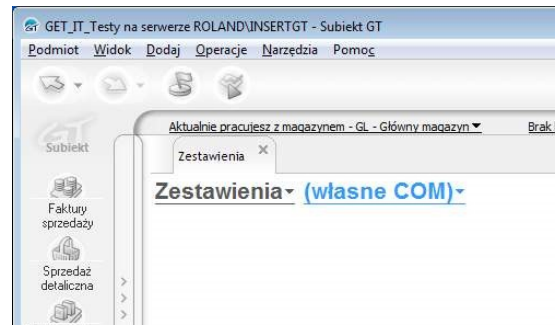 GET_IT_Testy na serwerze ROLAND\INSERTGT - Subiekt GT
Podmiot Widok Dodaj Operacje Narzędzia Pomoc
Aktualnie pracujesz z magazynem - GL - Główny magazyn Brak
GT
Subiekt
Zestawienia
Zestawienia (własne COM)
Faktury
sprzedaży
Sprzedaż
detaliczna